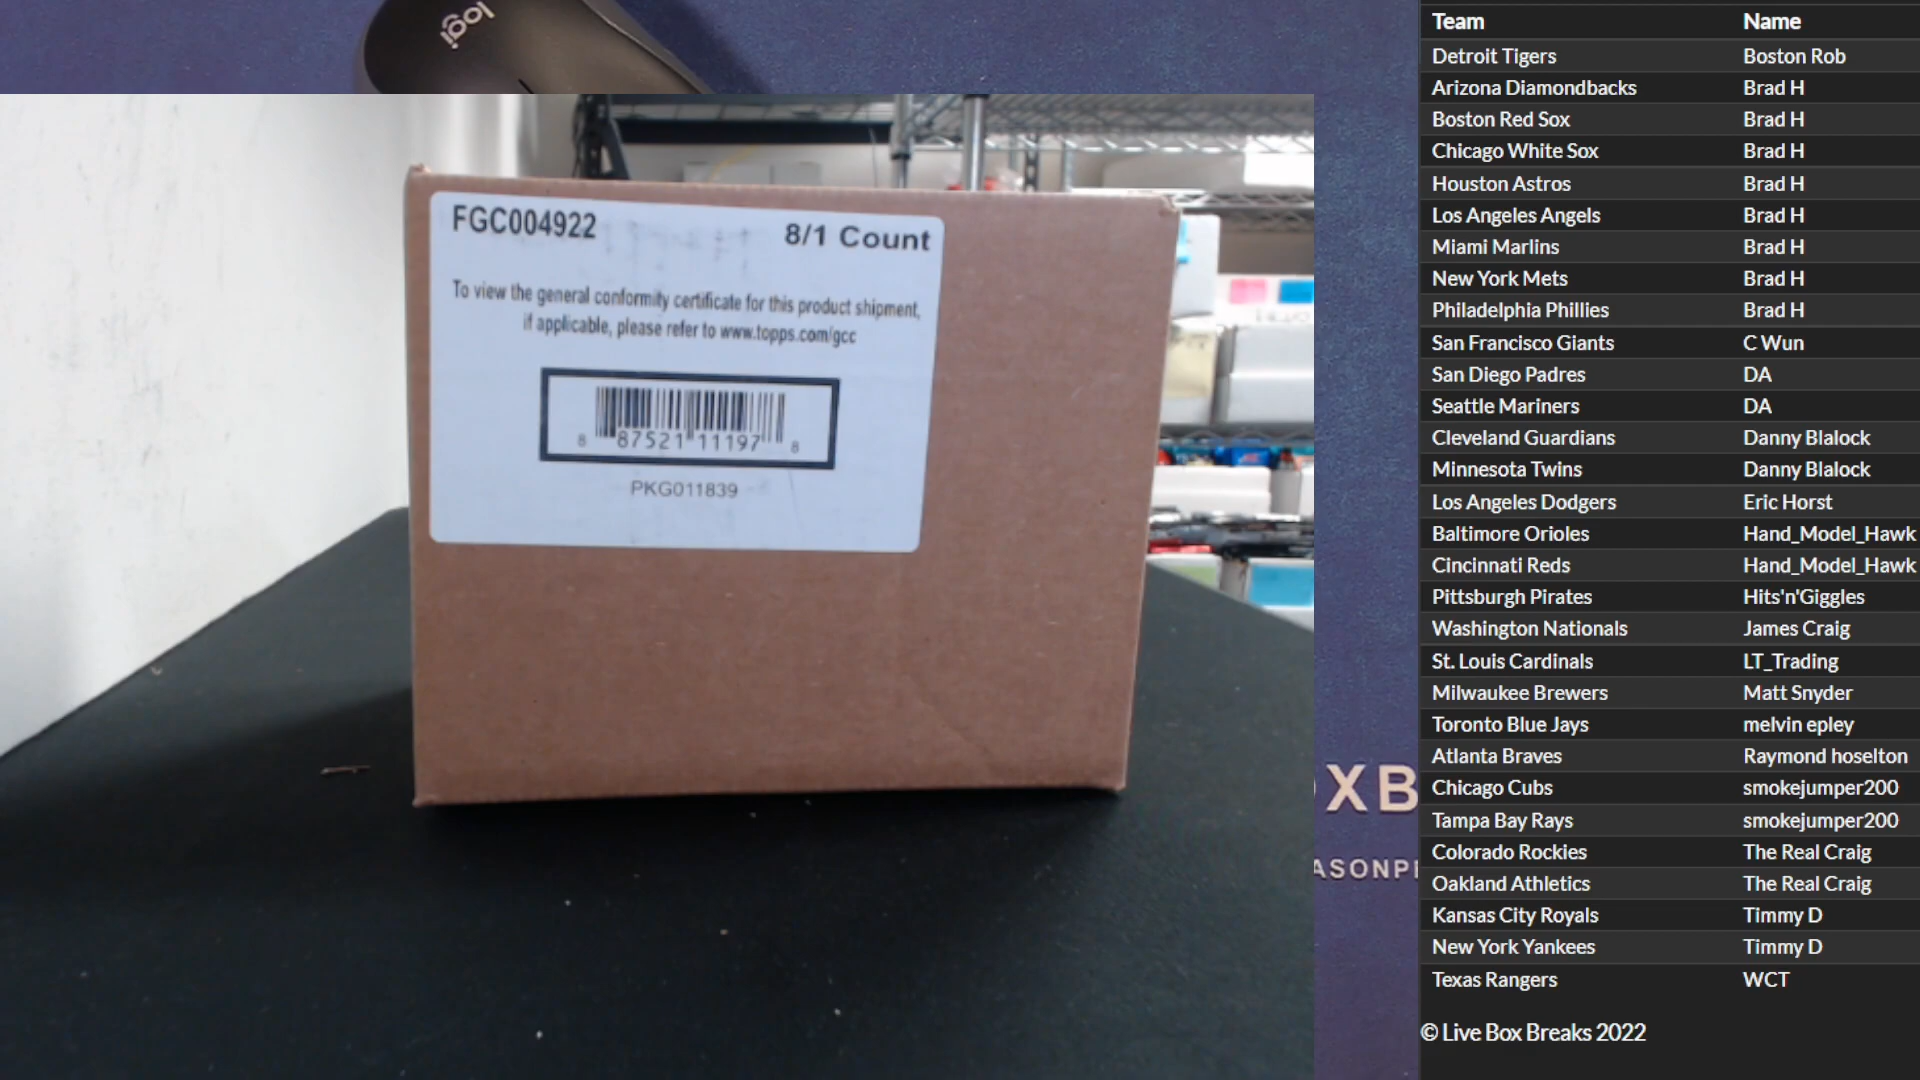 logi
FGC004922
8/1 Count
To view the general conformity certificate for this product shipment,
if applicable, please refer to www.topps.com/gcc
8 87521 11197 8
PKG011839
XB
ASONP
Team Name
Detroit Tigers Boston Rob
Arizona Diamondbacks Brad H
Boston Red Sox Brad H
Chicago White Sox Brad H
Houston Astros Brad H
Los Angeles Angels Brad H
Miami Marlins Brad H
New York Mets Brad H
Philadelphia Phillies Brad H
San Francisco Giants C Wun
San Diego Padres DA
Seattle Mariners DA
Cleveland Guardians Danny Blalock
Minnesota Twins Danny Blalock
Los Angeles Dodgers Eric Horst
Baltimore Orioles Hand_Model_Hawk
Cincinnati Reds Hand_Model_Hawk
Pittsburgh Pirates Hits'n'Giggles
Washington Nationals James Craig
St. Louis Cardinals LT_Trading
Milwaukee Brewers Matt Snyder
Toronto Blue Jays melvin epley
Atlanta Braves Raymond hoselton
Chicago Cubs smokejumper200
Tampa Bay Rays smokejumper200
Colorado Rockies The Real Craig
Oakland Athletics The Real Craig
Kansas City Royals Timmy D
New York Yankees Timmy D
Texas Rangers WCT
© Live Box Breaks 2022